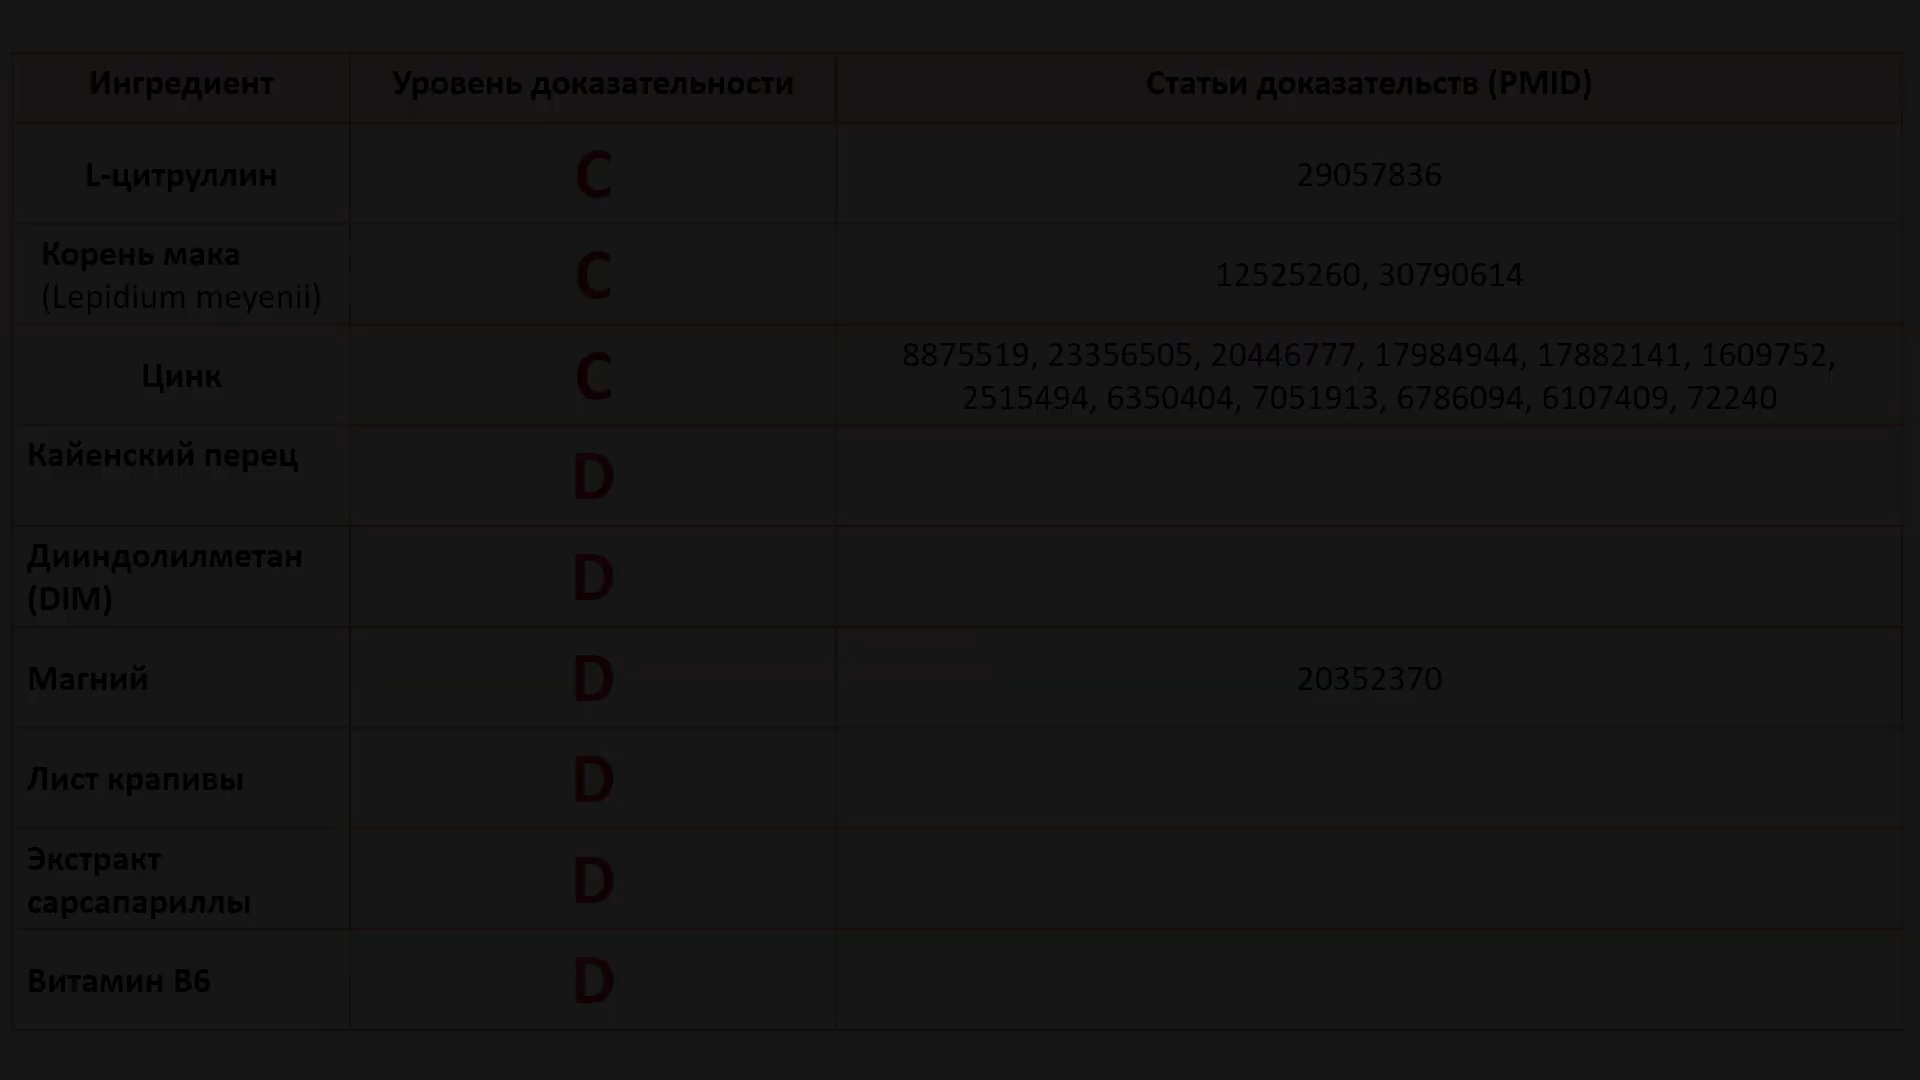 Ингредиент
Уровень доказательности
Статьи доказательств (PMID)
L-цитруллин
C
29057836
Корень мака
(Lepidium meyenii)
C
12525260, 30790614
Цинк
C
8875519, 23356505, 20446777, 17984944, 17882141, 1609752,
2515494, 6350404, 7051913, 6786094, 6107409, 72240
Кайенский перец
D
Дииндолилметан
(DIM)
D
Магний
D
20352370
Лист крапивы
D
Экстракт
сарсапариллы
D
Витамин B6
D